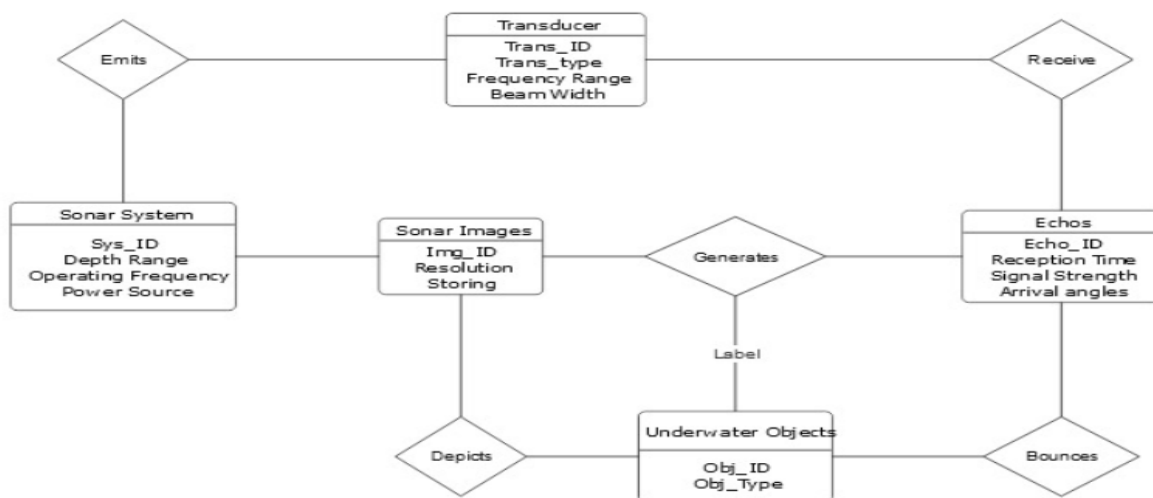 Transducer
Trans_ID
Trans_type
Frequency Range
Beam Width
Emits
Receive
Sonar System
Sys_ID
Depth Range
Operating Frequency
Power Source
Sonar Images
Img_ID
Resolution
Storing
Generates
Echos
Echo_ID
Reception Time
Signal Strength
Arrival angles
Label
Underwater Objects
Obj_ID
Obj_Type
Depicts
Bounces